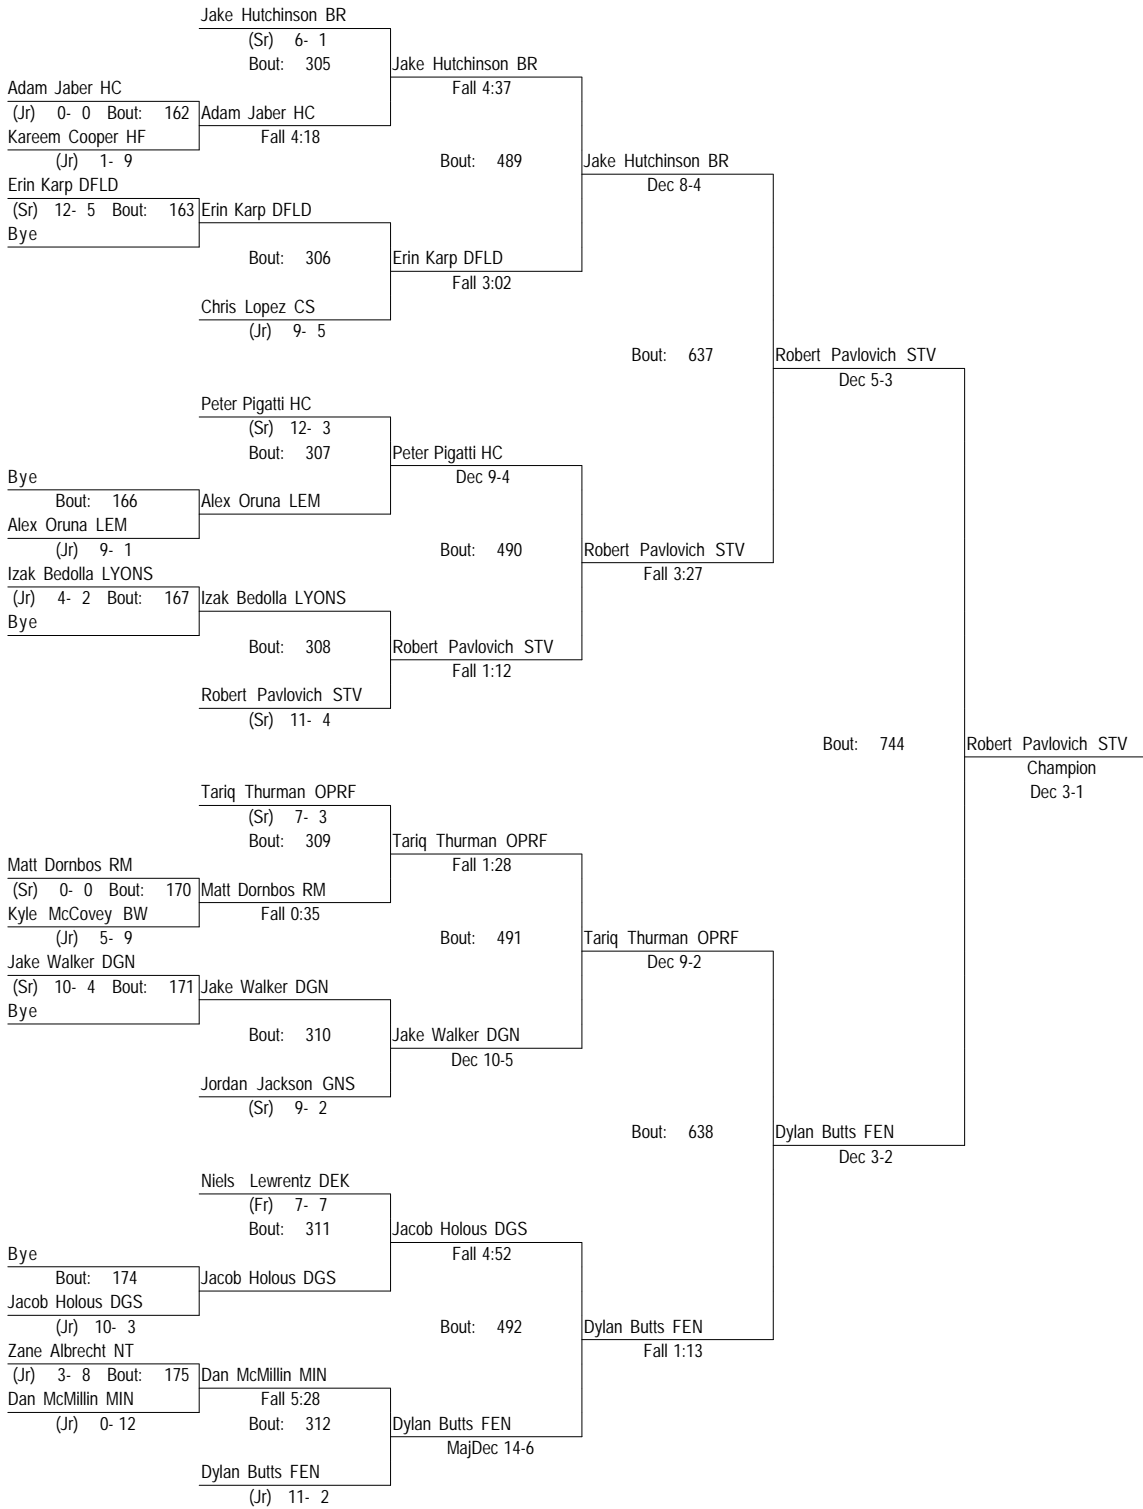 Jake Hutchinson BR
(Sr) 6- 1
Bout: 305
Jake Hutchinson BR
Fall 4:37
Adam Jaber HC
(Jr) 0- 0 Bout: 162
Adam Jaber HC
Kareem Cooper HF
Fall 4:18
(Jr) 1- 9
Bout: 489
Jake Hutchinson BR
Dec 8-4
Erin Karp DFLD
(Sr) 12- 5 Bout: 163
Erin Karp DFLD
Bye
Bout: 306
Erin Karp DFLD
Fall 3:02
Chris Lopez CS
(Jr) 9- 5
Bout: 637
Robert Pavlovich STV
Dec 5-3
Peter Pigatti HC
(Sr) 12- 3
Bout: 307
Peter Pigatti HC
Dec 9-4
Bye
Bout: 166
Alex Oruna LEM
Alex Oruna LEM
(Jr) 9- 1
Bout: 490
Robert Pavlovich STV
Fall 3:27
Izak Bedolla LYONS
(Jr) 4- 2 Bout: 167
Izak Bedolla LYONS
Bye
Bout: 308
Robert Pavlovich STV
Fall 1:12
Robert Pavlovich STV
(Sr) 11- 4
Bout: 744
Robert Pavlovich STV
Champion
Dec 3-1
Tariq Thurman OPRF
(Sr) 7- 3
Bout: 309
Tariq Thurman OPRF
Fall 1:28
Matt Dornbos RM
(Sr) 0- 0 Bout: 170
Matt Dornbos RM
Kyle McCovey BW
Fall 0:35
(Jr) 5- 9
Bout: 491
Tariq Thurman OPRF
Dec 9-2
Jake Walker DGN
(Sr) 10- 4 Bout: 171
Jake Walker DGN
Bye
Bout: 310
Jake Walker DGN
Dec 10-5
Jordan Jackson GNS
(Sr) 9- 2
Bout: 638
Dylan Butts FEN
Dec 3-2
Niels Lewrentz DEK
(Fr) 7- 7
Bout: 311
Jacob Holous DGS
Fall 4:52
Bye
Bout: 174
Jacob Holous DGS
Jacob Holous DGS
(Jr) 10- 3
Bout: 492
Dylan Butts FEN
Fall 1:13
Zane Albrecht NT
(Jr) 3- 8 Bout: 175
Dan McMillin MIN
Dan McMillin MIN
Fall 5:28
(Jr) 0- 12
Bout: 312
Dylan Butts FEN
MajDec 14-6
Dylan Butts FEN
(Jr) 11- 2